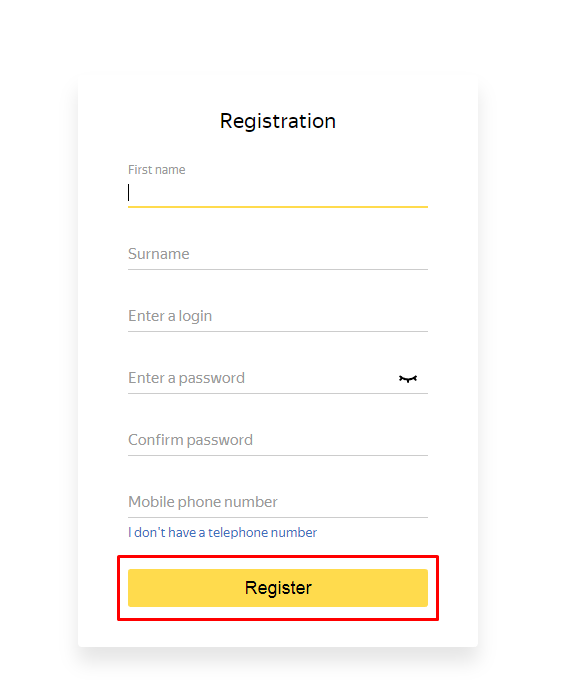 Registration
First name
Surname
Enter a login
Enter a password
Confirm password
Mobile phone number
I don't have a telephone number
Register